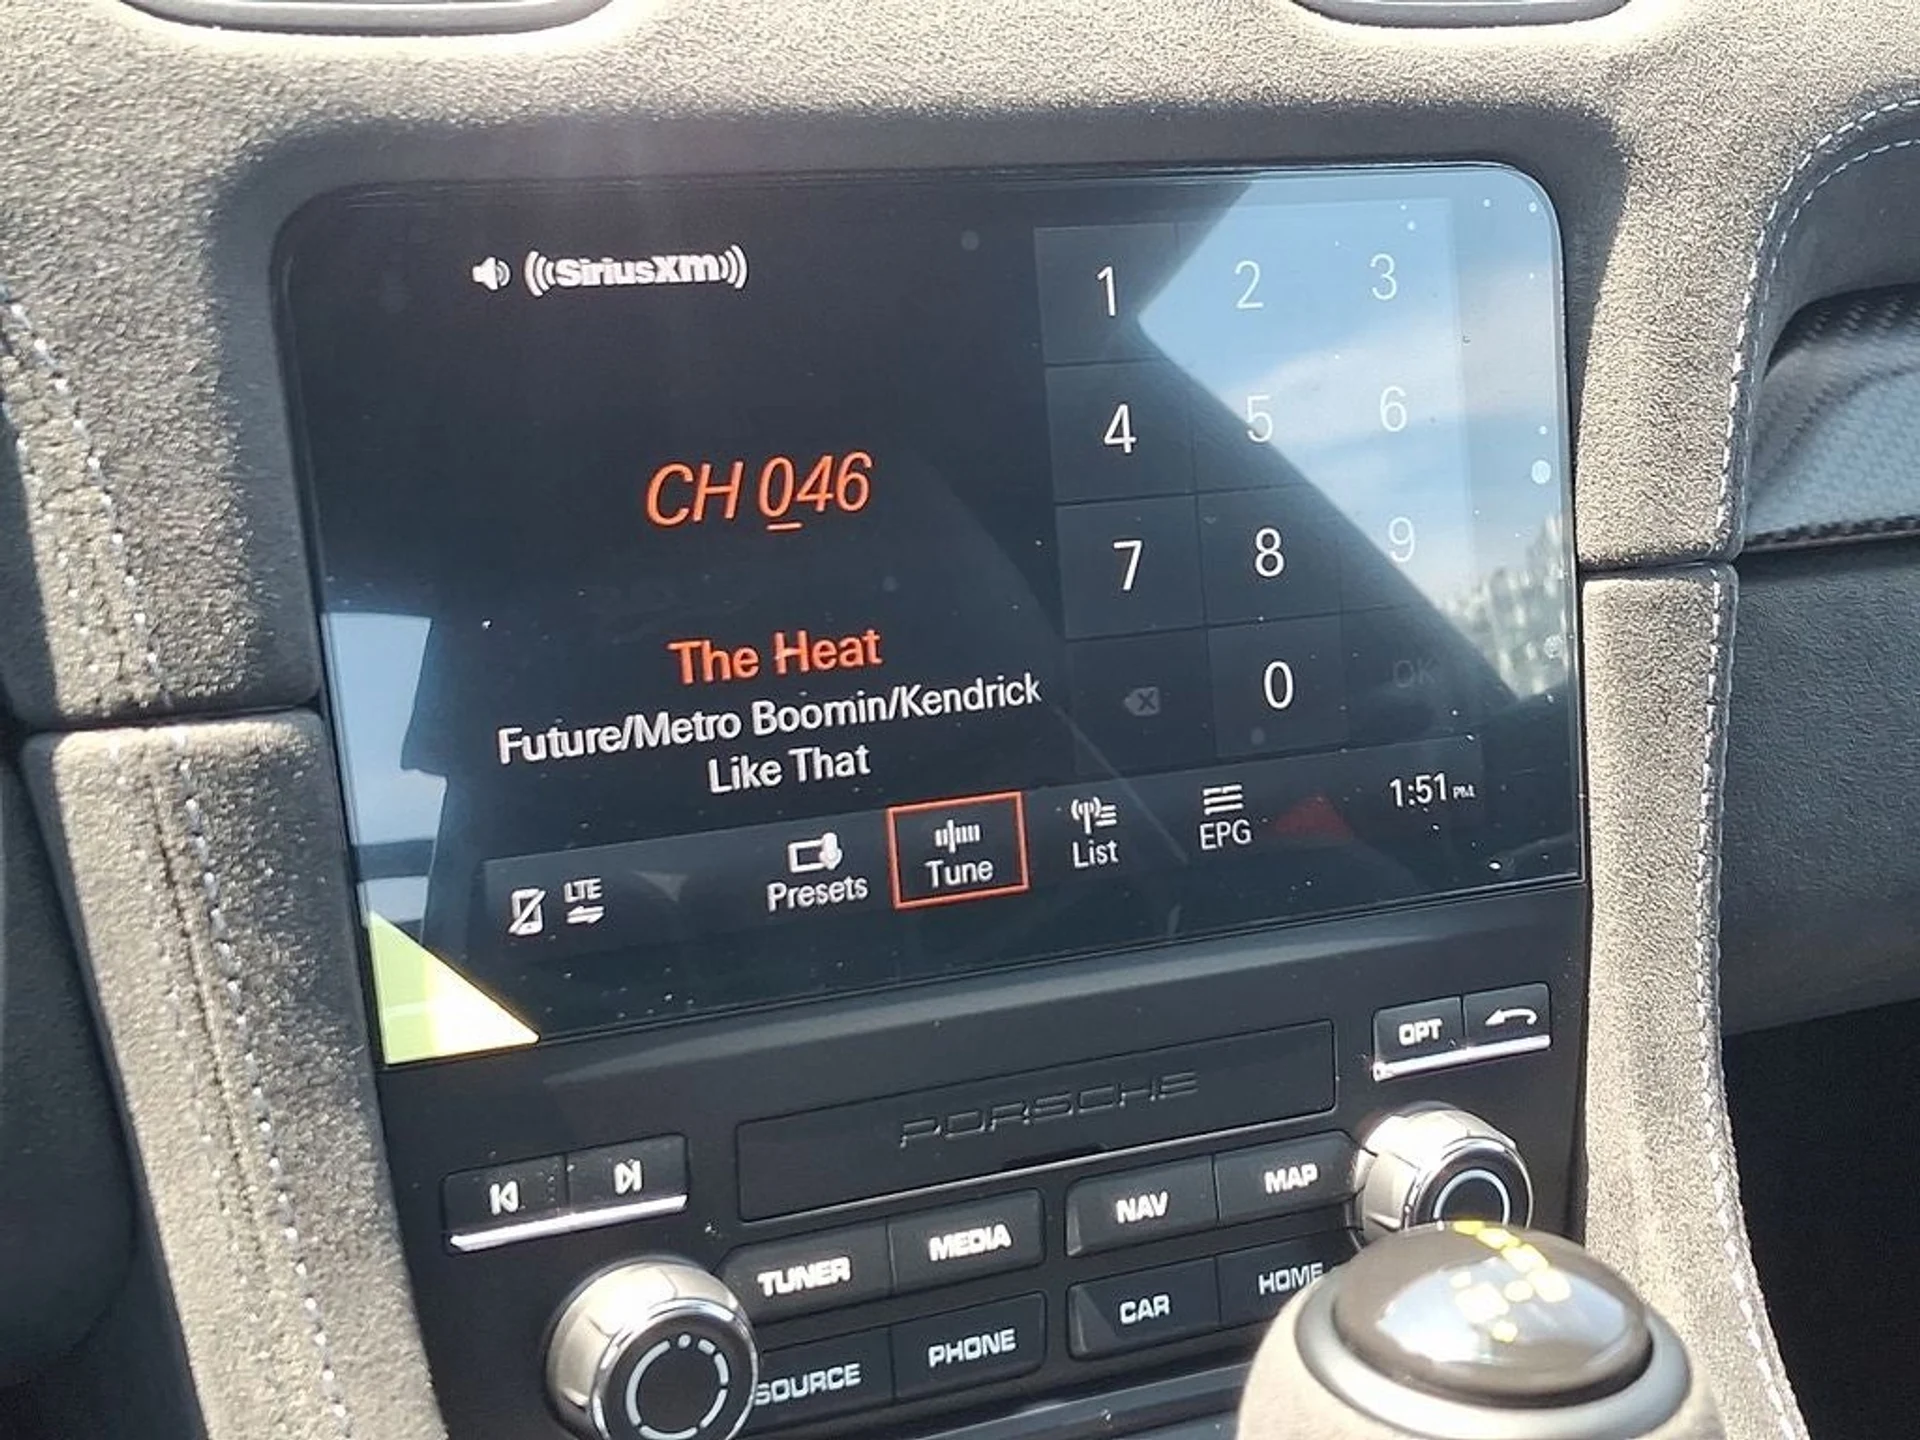 ((SiriusXM))
1 2 3
CH 046
4 5 6
7 8 9
The Heat
Future/Metro Boomin/Kendrick
Like That
0 OK
LTE
Presets
Tune
List
EPG
1:51 PM
OPT
PORSCHE
TUNER
MEDIA
NAV
MAP
SOURCE
PHONE
CAR
HOME